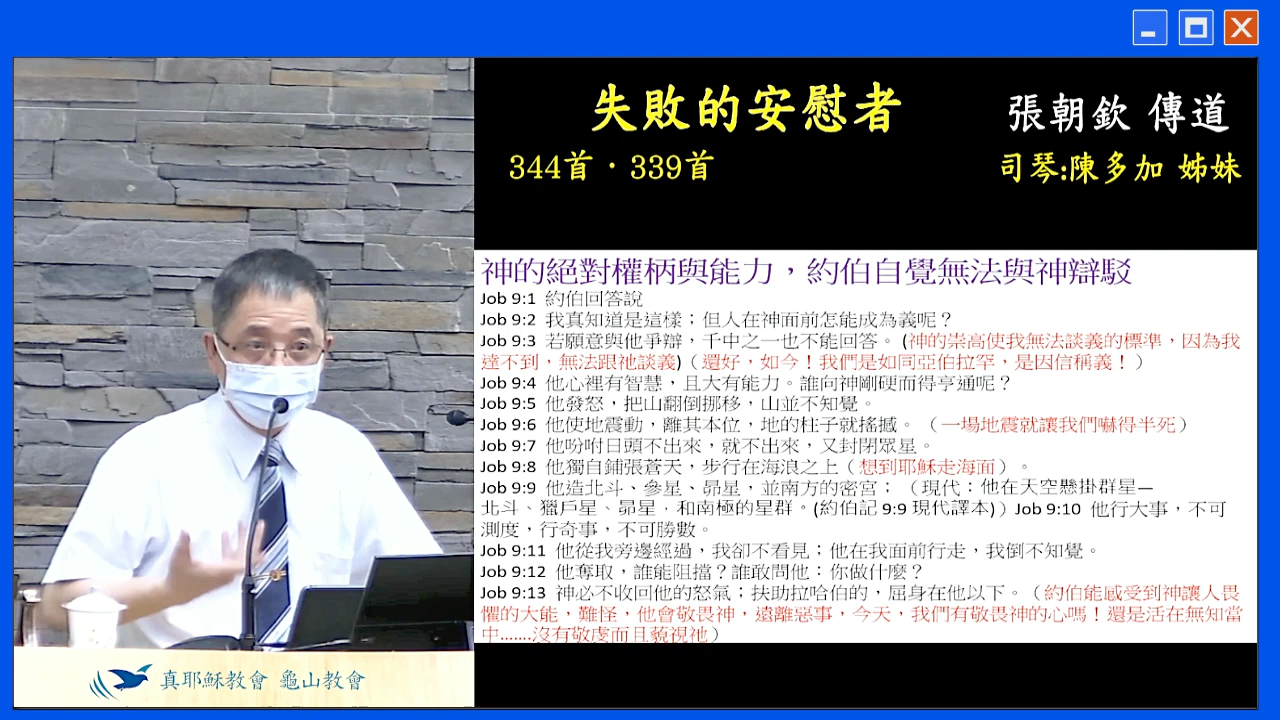 失敗的安慰者
張朝欽 傳道
344首·339首
司琴:陳多加 姊妹
神的絕對權柄與能力，約伯自覺無法與神辯駁
Job 9:1 約伯回答說
Job 9:2 我真知道是這樣；但人在神面前怎能成為義呢？
Job 9:3 若願意與他爭辯，千中之一也不能回答。(神的崇高使我無法談義的標準，因為我
達不到，無法跟祂談義)（還好，如今！我們是如同亞伯拉罕，是因信稱義！）
Job 9:4 他心裡有智慧，且大有能力。誰向神剛硬而得亨通呢？
Job 9:5 他發怒，把山翻倒挪移，山並不知覺。
Job 9:6 他使地震動，離其本位，地的柱子就搖撼。（一場地震就讓我們嚇得半死）
Job 9:7 他吩咐日頭不出來，就不出來，又封閉眾星。
Job 9:8 他獨自鋪張蒼天，步行在海浪之上（想到耶穌走海面）。
Job 9:9 他造北斗、參星、昴星，並南方的密宮；（現代：他在天空懸掛群星—
北斗、獵戶星、昴星﹐和南極的星群。(約伯記 9:9 現代譯本)）Job 9:10 他行大事，不可
測度，行奇事，不可勝數。
Job 9:11 他從我旁邊經過，我卻不看見；他在我面前行走，我倒不知覺。
Job 9:12 他奪取，誰能阻擋？誰敢問他：你做什麼？
Job 9:13 神必不收回他的怒氣；扶助拉哈伯的，屈身在他以下。（約伯能感受到神讓人畏
懼的大能，難怪，他會敬畏神，遠離惡事，今天，我們有敬畏神的心嗎！還是活在無知當
中.......沒有敬虔而且藐視祂）
真耶穌教會 龜山教會